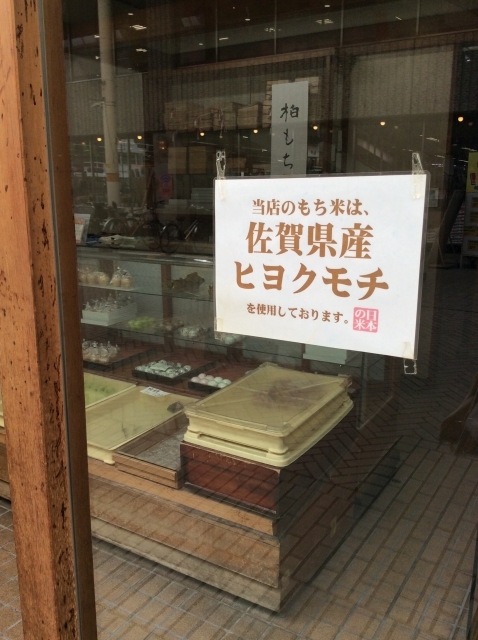 柏もち
当店のもち米は、
佐賀県産
ヒヨクモチ
を使用しております。
日本
の米